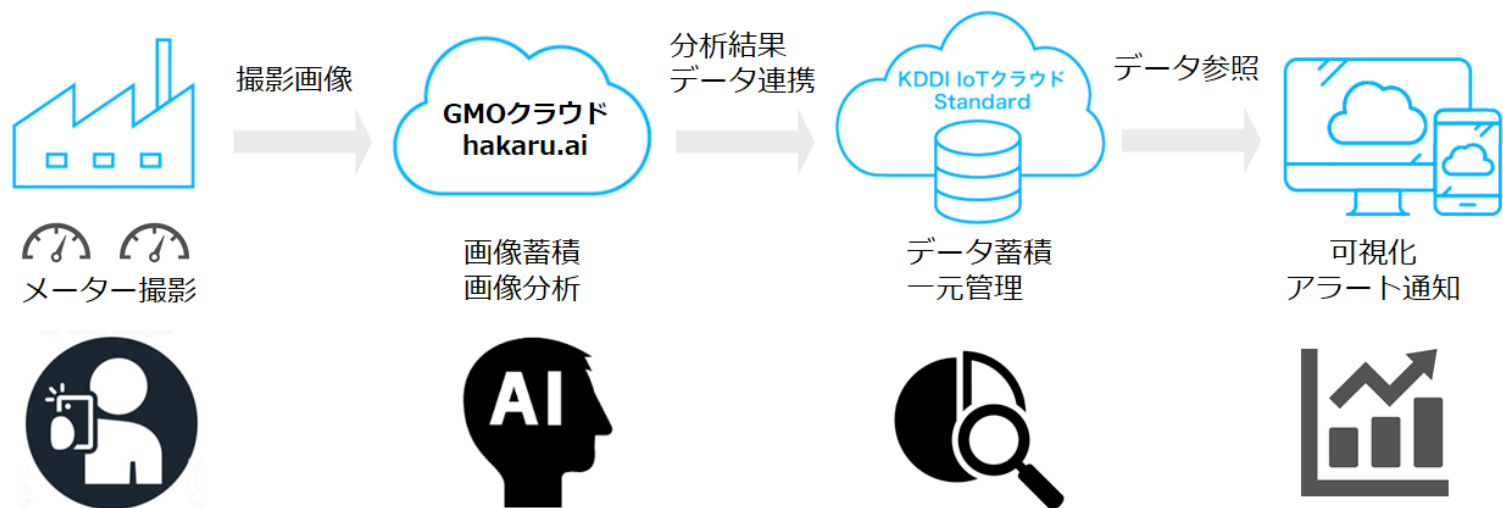 撮影画像
分析結果
データ連携
データ参照
GMOクラウド
hakaru.ai
KDDI IoTクラウド
Standard
メーター撮影
画像蓄積
画像分析
データ蓄積
一元管理
可視化
アラート通知
AI